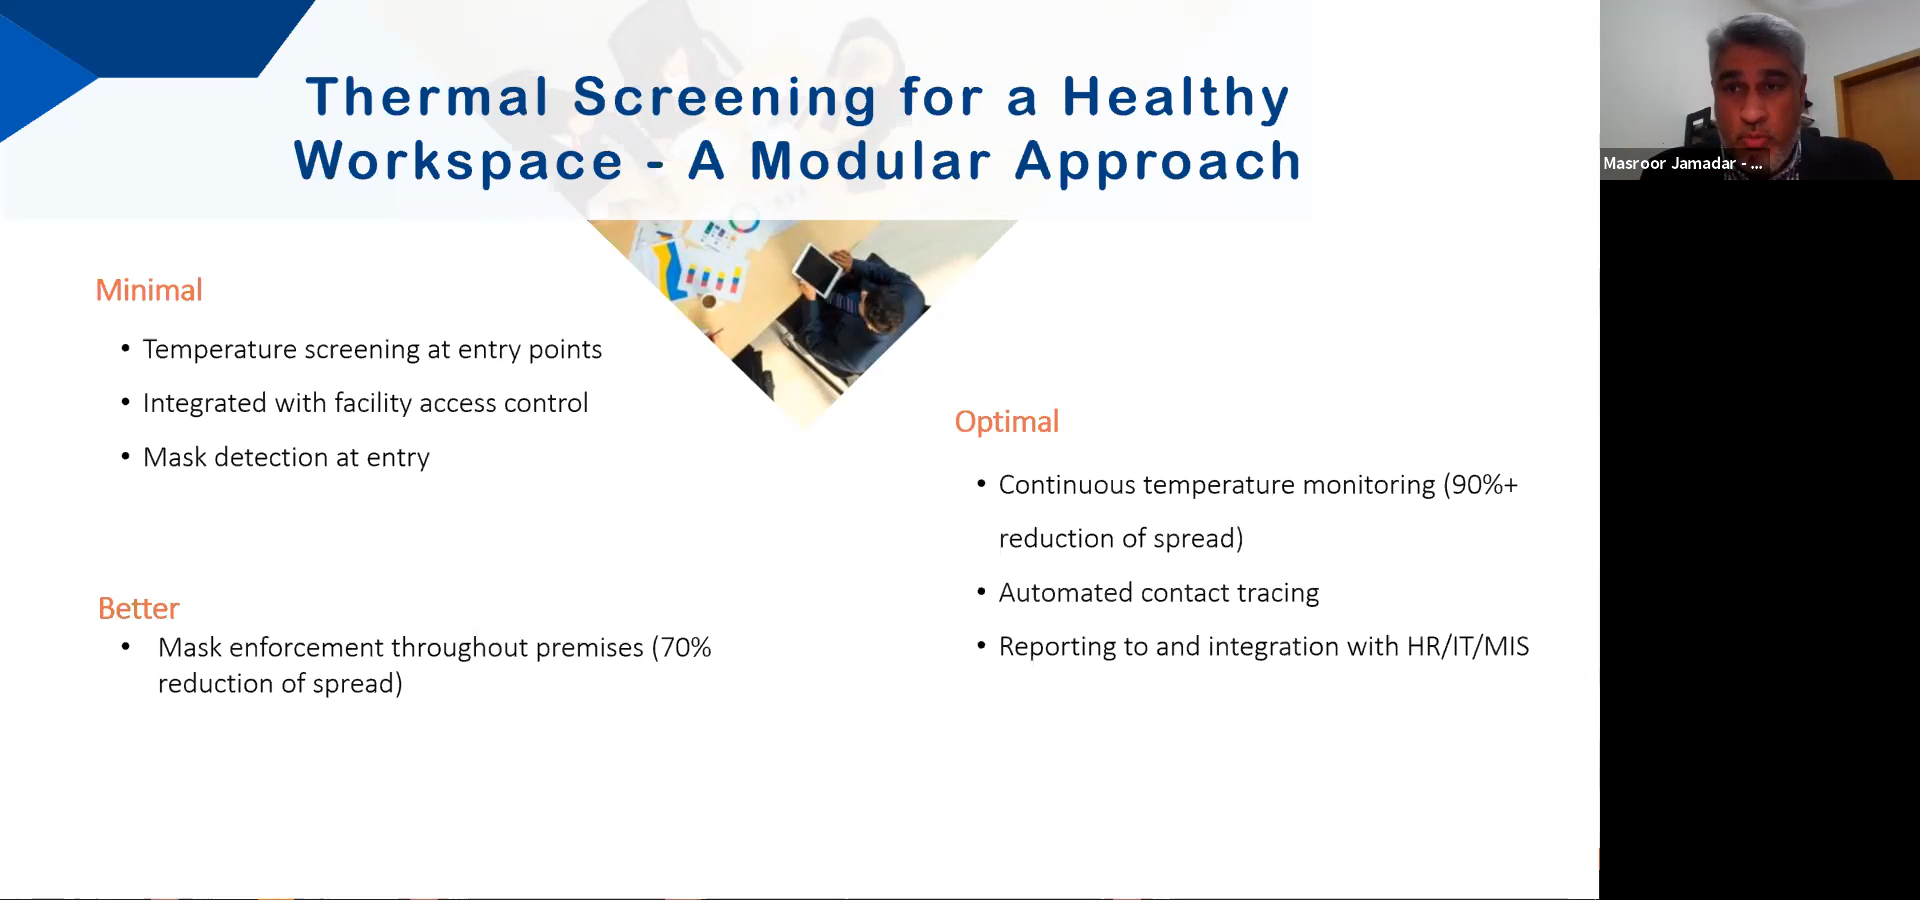 Thermal Screening for a Healthy
Workspace - A Modular Approach
Minimal
• Temperature screening at entry points
• Integrated with facility access control
• Mask detection at entry
Better
• Mask enforcement throughout premises (70%
reduction of spread)
Optimal
• Continuous temperature monitoring (90%+
reduction of spread)
• Automated contact tracing
• Reporting to and integration with HR/IT/MIS
Masroor Jamadar - ...